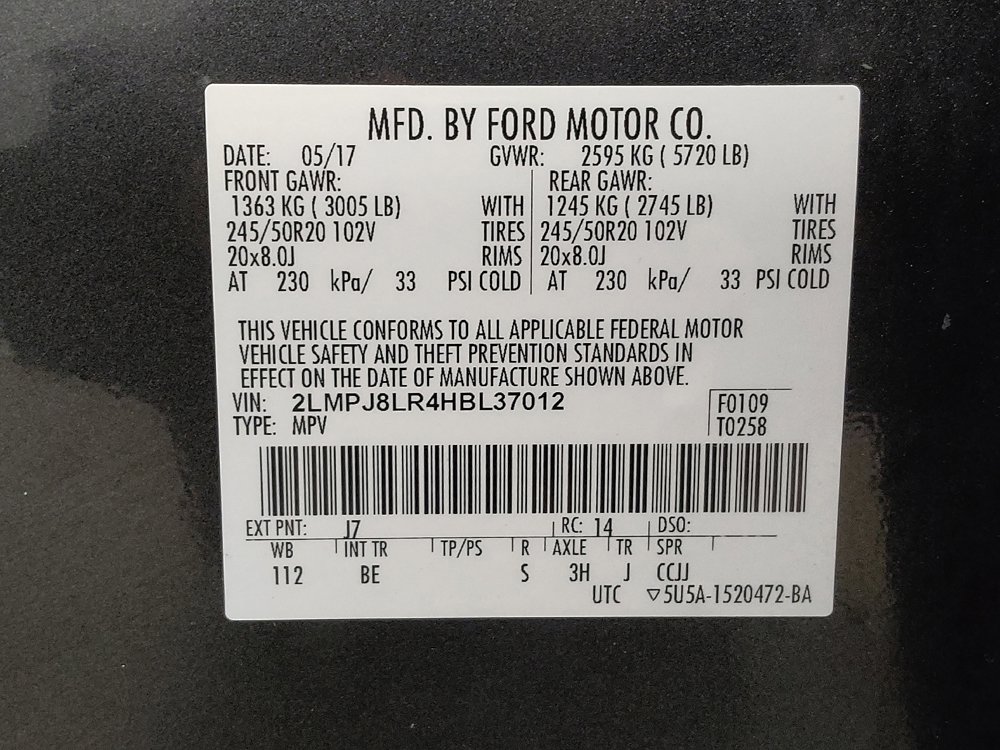 MFD. BY FORD MOTOR CO.
DATE: 05/17 GVWR: 2595 KG ( 5720 LB)
FRONT GAWR: REAR GAWR:
1363 KG ( 3005 LB) WITH 1245 KG ( 2745 LB) WITH
245/50R20 102V TIRES 245/50R20 102V TIRES
20x8.0J RIMS 20x8.0J RIMS
AT 230 kPa/ 33 PSI COLD AT 230 kPa/ 33 PSI COLD
THIS VEHICLE CONFORMS TO ALL APPLICABLE FEDERAL MOTOR
VEHICLE SAFETY AND THEFT PREVENTION STANDARDS IN
EFFECT ON THE DATE OF MANUFACTURE SHOWN ABOVE.
VIN: 2LMPJ8LR4HBL37012 F0109
TYPE: MPV T0258
EXT PNT: J7 RC: 14 DSO:
WB INT TR TP/PS R AXLE TR SPR
112 BE S 3H J CCJJ
UTC ▽5U5A-1520472-BA